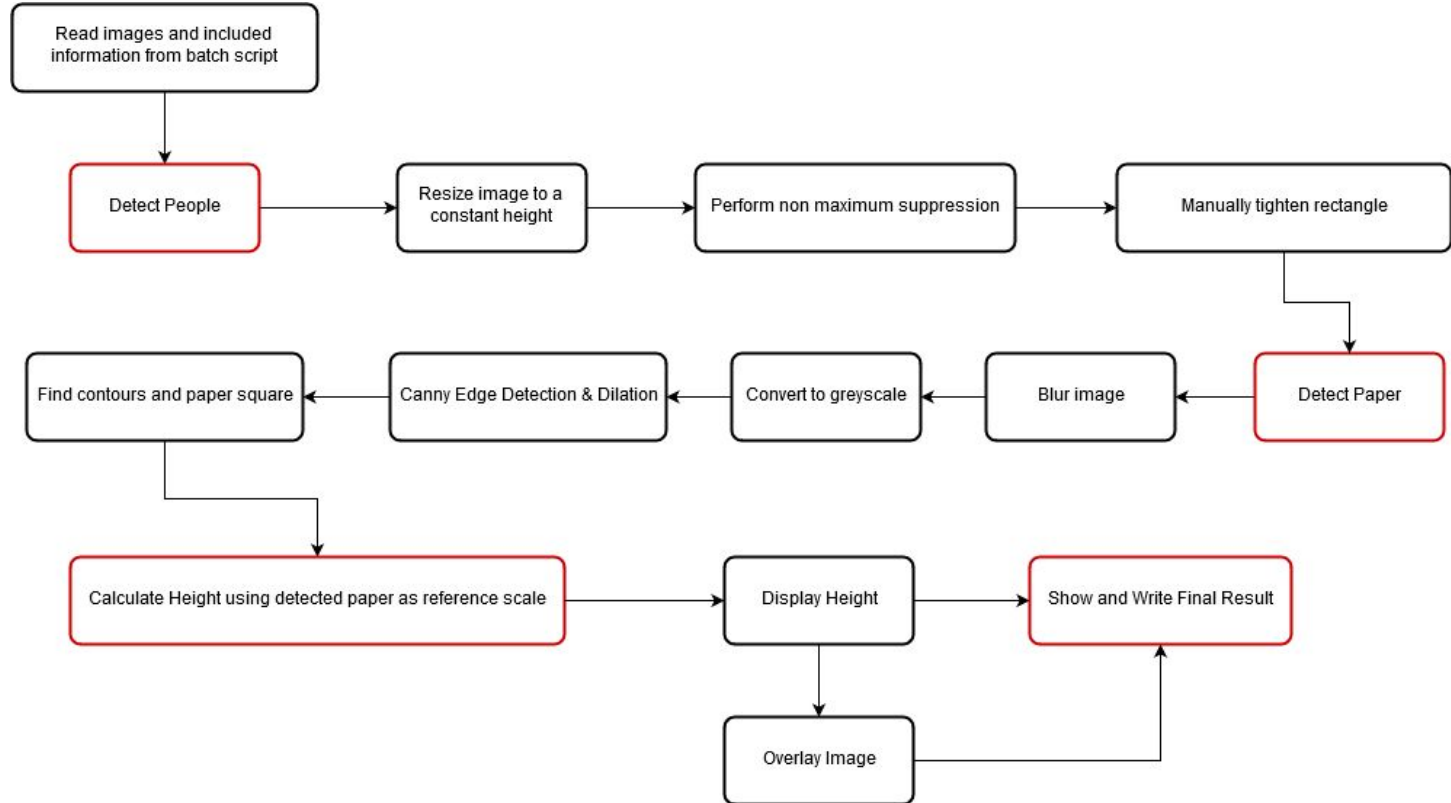 Read images and included
information from batch script
Detect People
Resize image to a
constant height
Perform non maximum suppression
Manually tighten rectangle
Find contours and paper square
Canny Edge Detection & Dilation
Convert to greyscale
Blur image
Detect Paper
Calculate Height using detected paper as reference scale
Display Height
Show and Write Final Result
Overlay Image